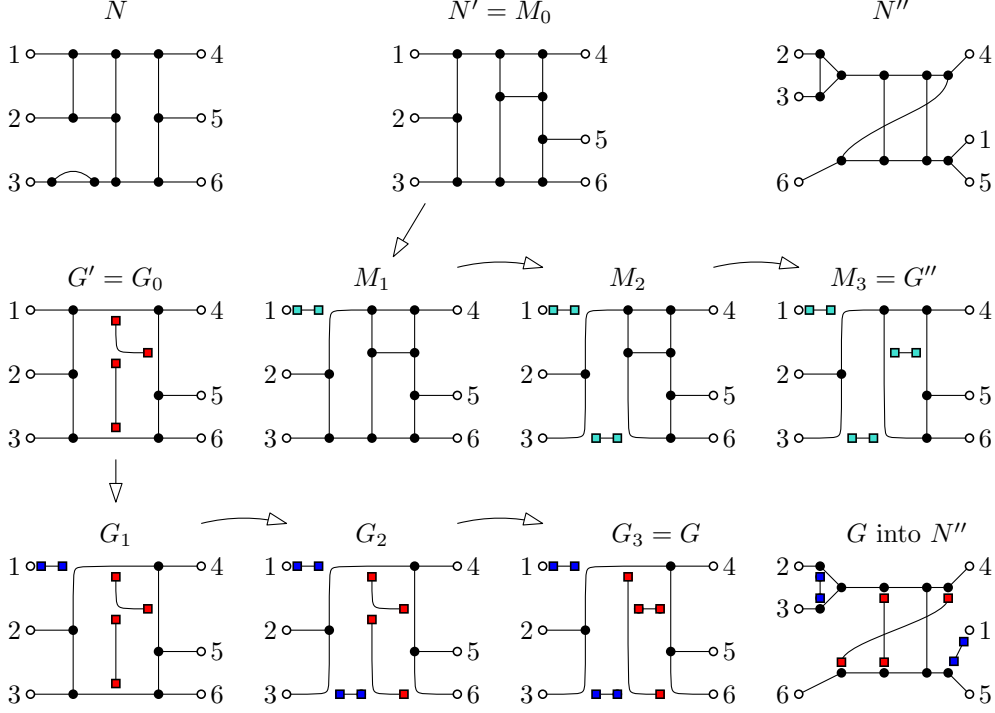 N N′ = M₀ N″
1 4 1 4 2 4
2 5 2 5 3 1
3 6 3 6 6 5
G′ = G₀ M₁ M₂ M₃ = G″
1 4 1 4 1 4 1 4
2 5 2 5 2 5 2 5
3 6 3 6 3 6 3 6
G₁ G₂ G₃ = G G into N″
1 4 1 4 1 4 2 4
2 5 2 5 2 5 3 1
3 6 3 6 3 6 6 5